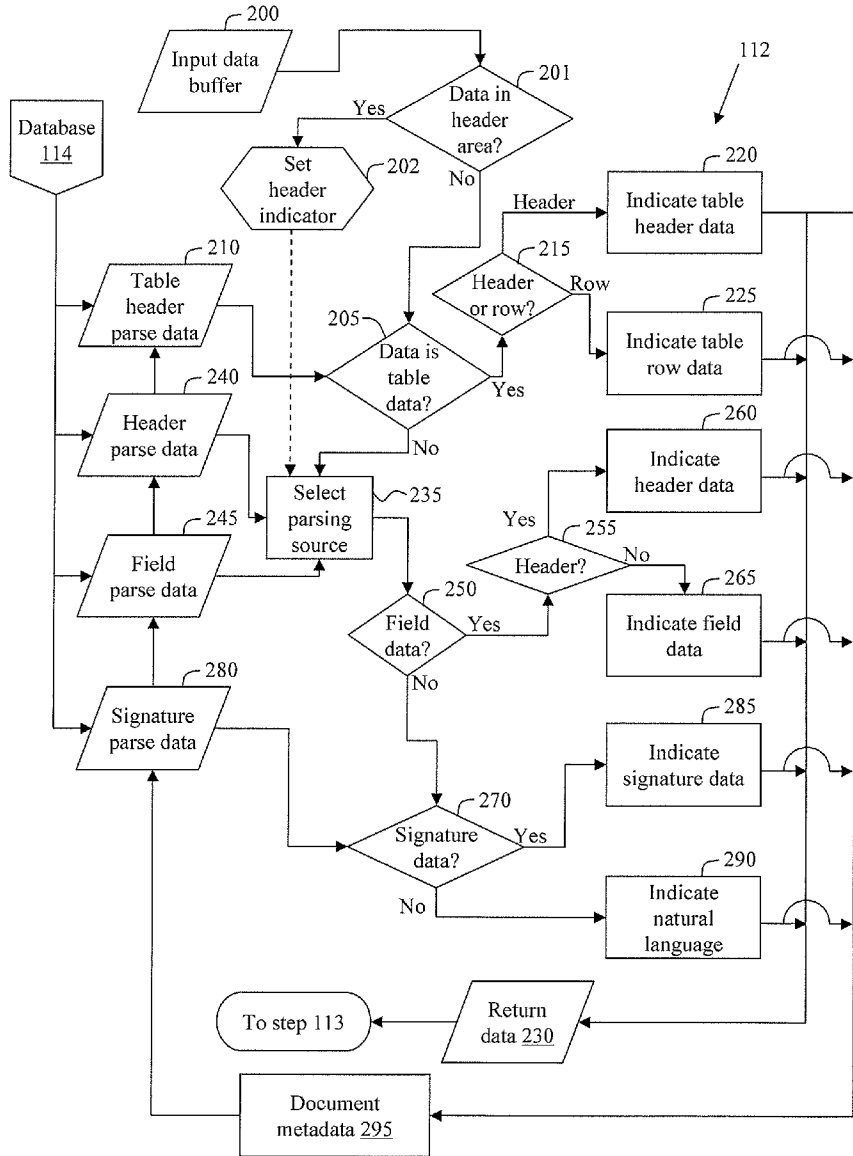 200
Input data
buffer
112
201
Data in
header
area?
Yes
No
Database
114
Set
header
indicator
202
220
Indicate table
header data
Header
215
Header
or row?
Row
210
Table
header
parse data
205
Data is
table
data?
Yes
No
225
Indicate table
row data
240
Header
parse data
260
Indicate
header data
Select
parsing
source
235
Yes
255
Header?
No
245
Field
parse data
265
Indicate field
data
250
Field
data?
Yes
No
280
Signature
parse data
285
Indicate
signature data
270
Signature
data?
Yes
No
290
Indicate
natural
language
To step 113
Return
data 230
Document
metadata 295